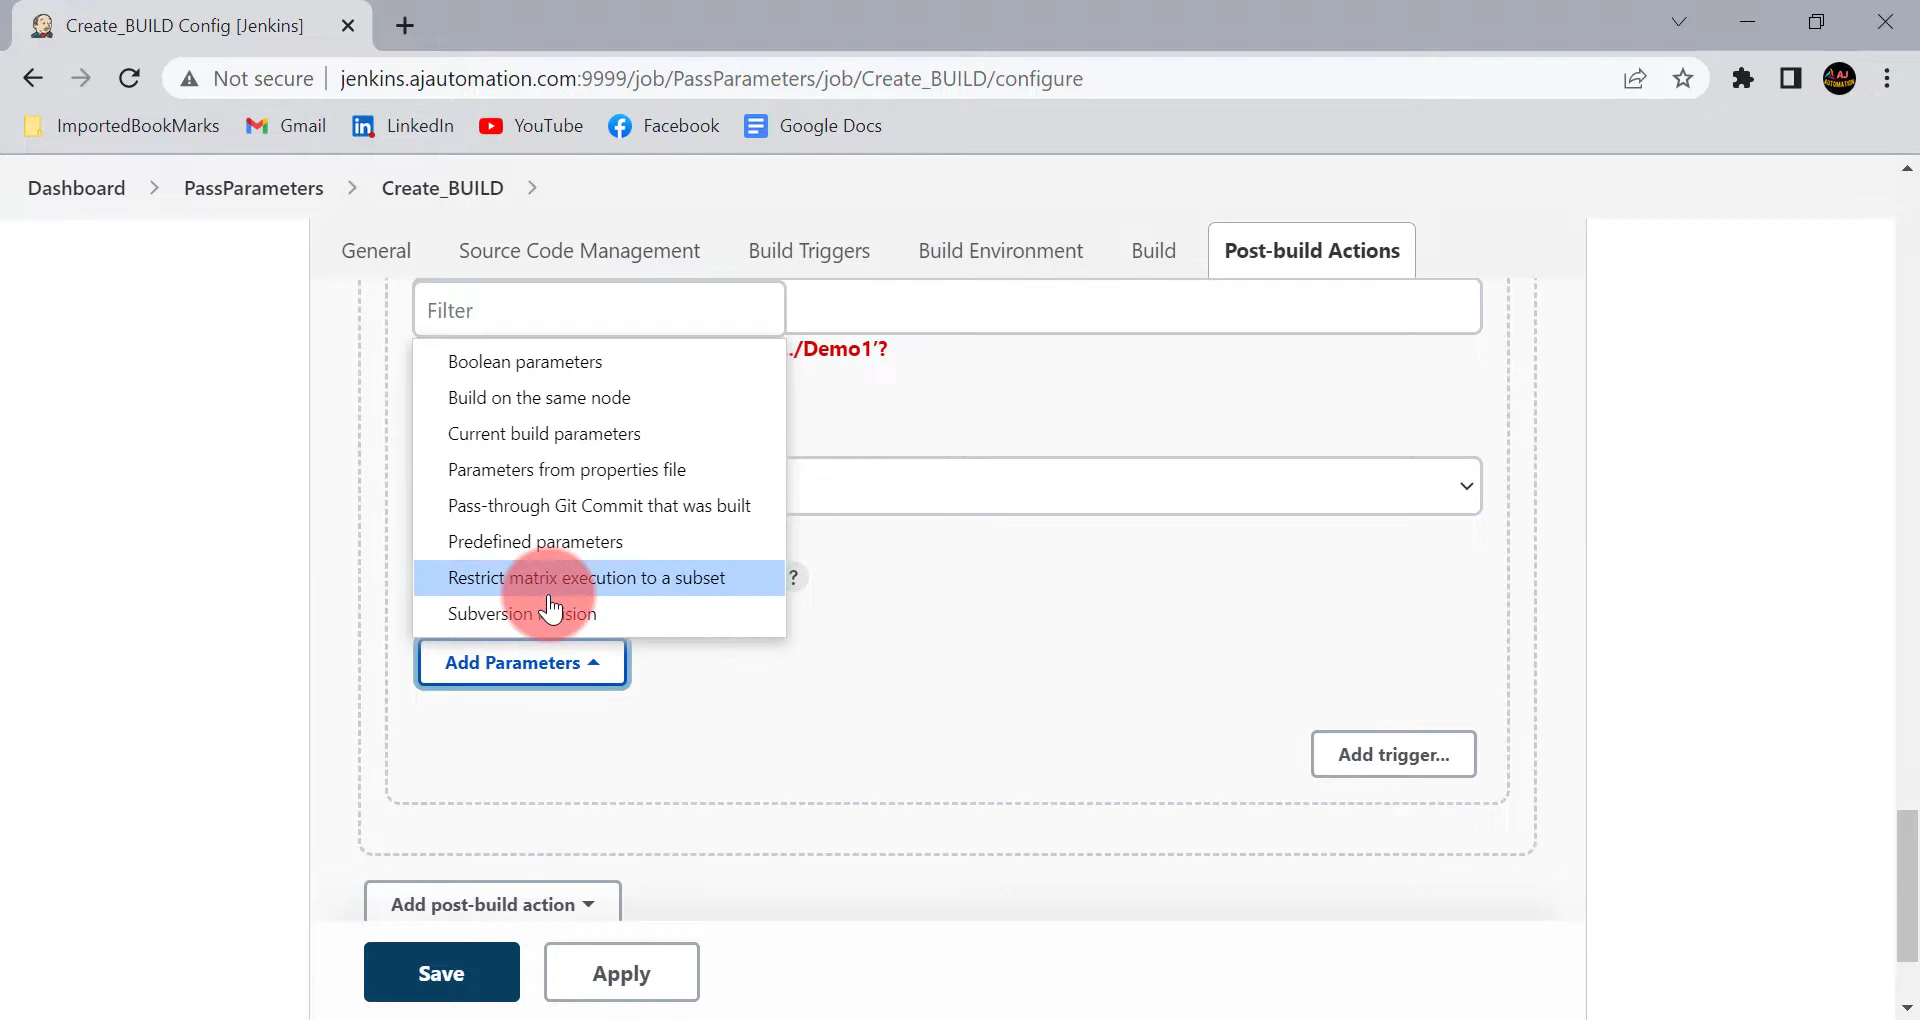 Create_BUILD Config [Jenkins]
Not secure jenkins.ajautomation.com:9999/job/PassParameters/job/Create_BUILD/configure
ImportedBookMarks Gmail LinkedIn YouTube Facebook Google Docs
Dashboard PassParameters Create_BUILD
General Source Code Management Build Triggers Build Environment Build Post-build Actions
Filter
./Demo1'?
Boolean parameters
Build on the same node
Current build parameters
Parameters from properties file
Pass-through Git Commit that was built
Predefined parameters
Restrict matrix execution to a subset ?
Subversion
Add Parameters
Add trigger...
Add post-build action
Save Apply